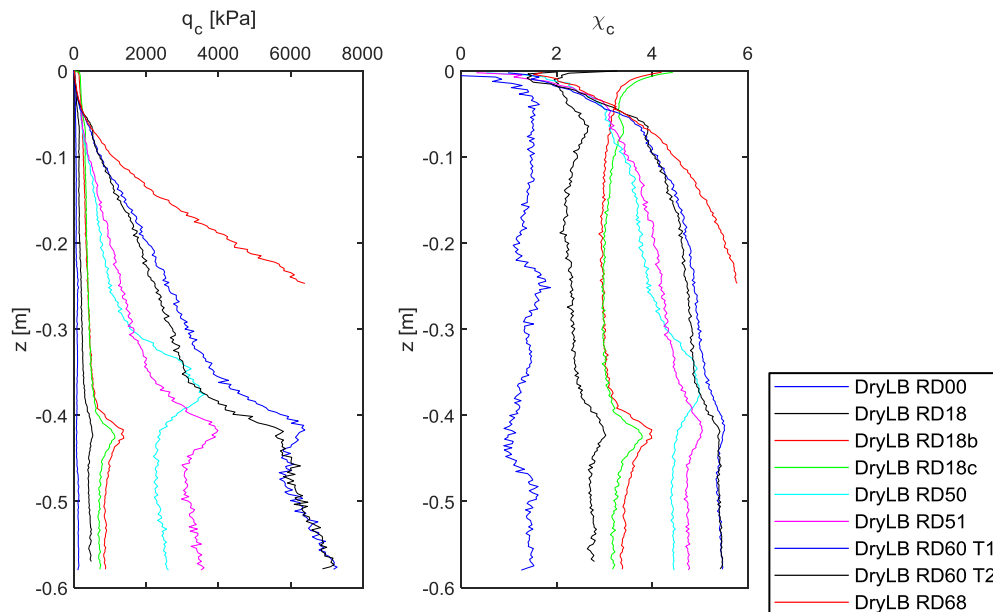 q_c [kPa]
0 2000 4000 6000 8000
0
-0.1
-0.2
-0.3
-0.4
-0.5
-0.6
z [m]
χ_c
0 2 4 6
0
-0.1
-0.2
-0.3
-0.4
-0.5
-0.6
z [m]
DryLB RD00
DryLB RD18
DryLB RD18b
DryLB RD18c
DryLB RD50
DryLB RD51
DryLB RD60 T1
DryLB RD60 T2
DryLB RD68